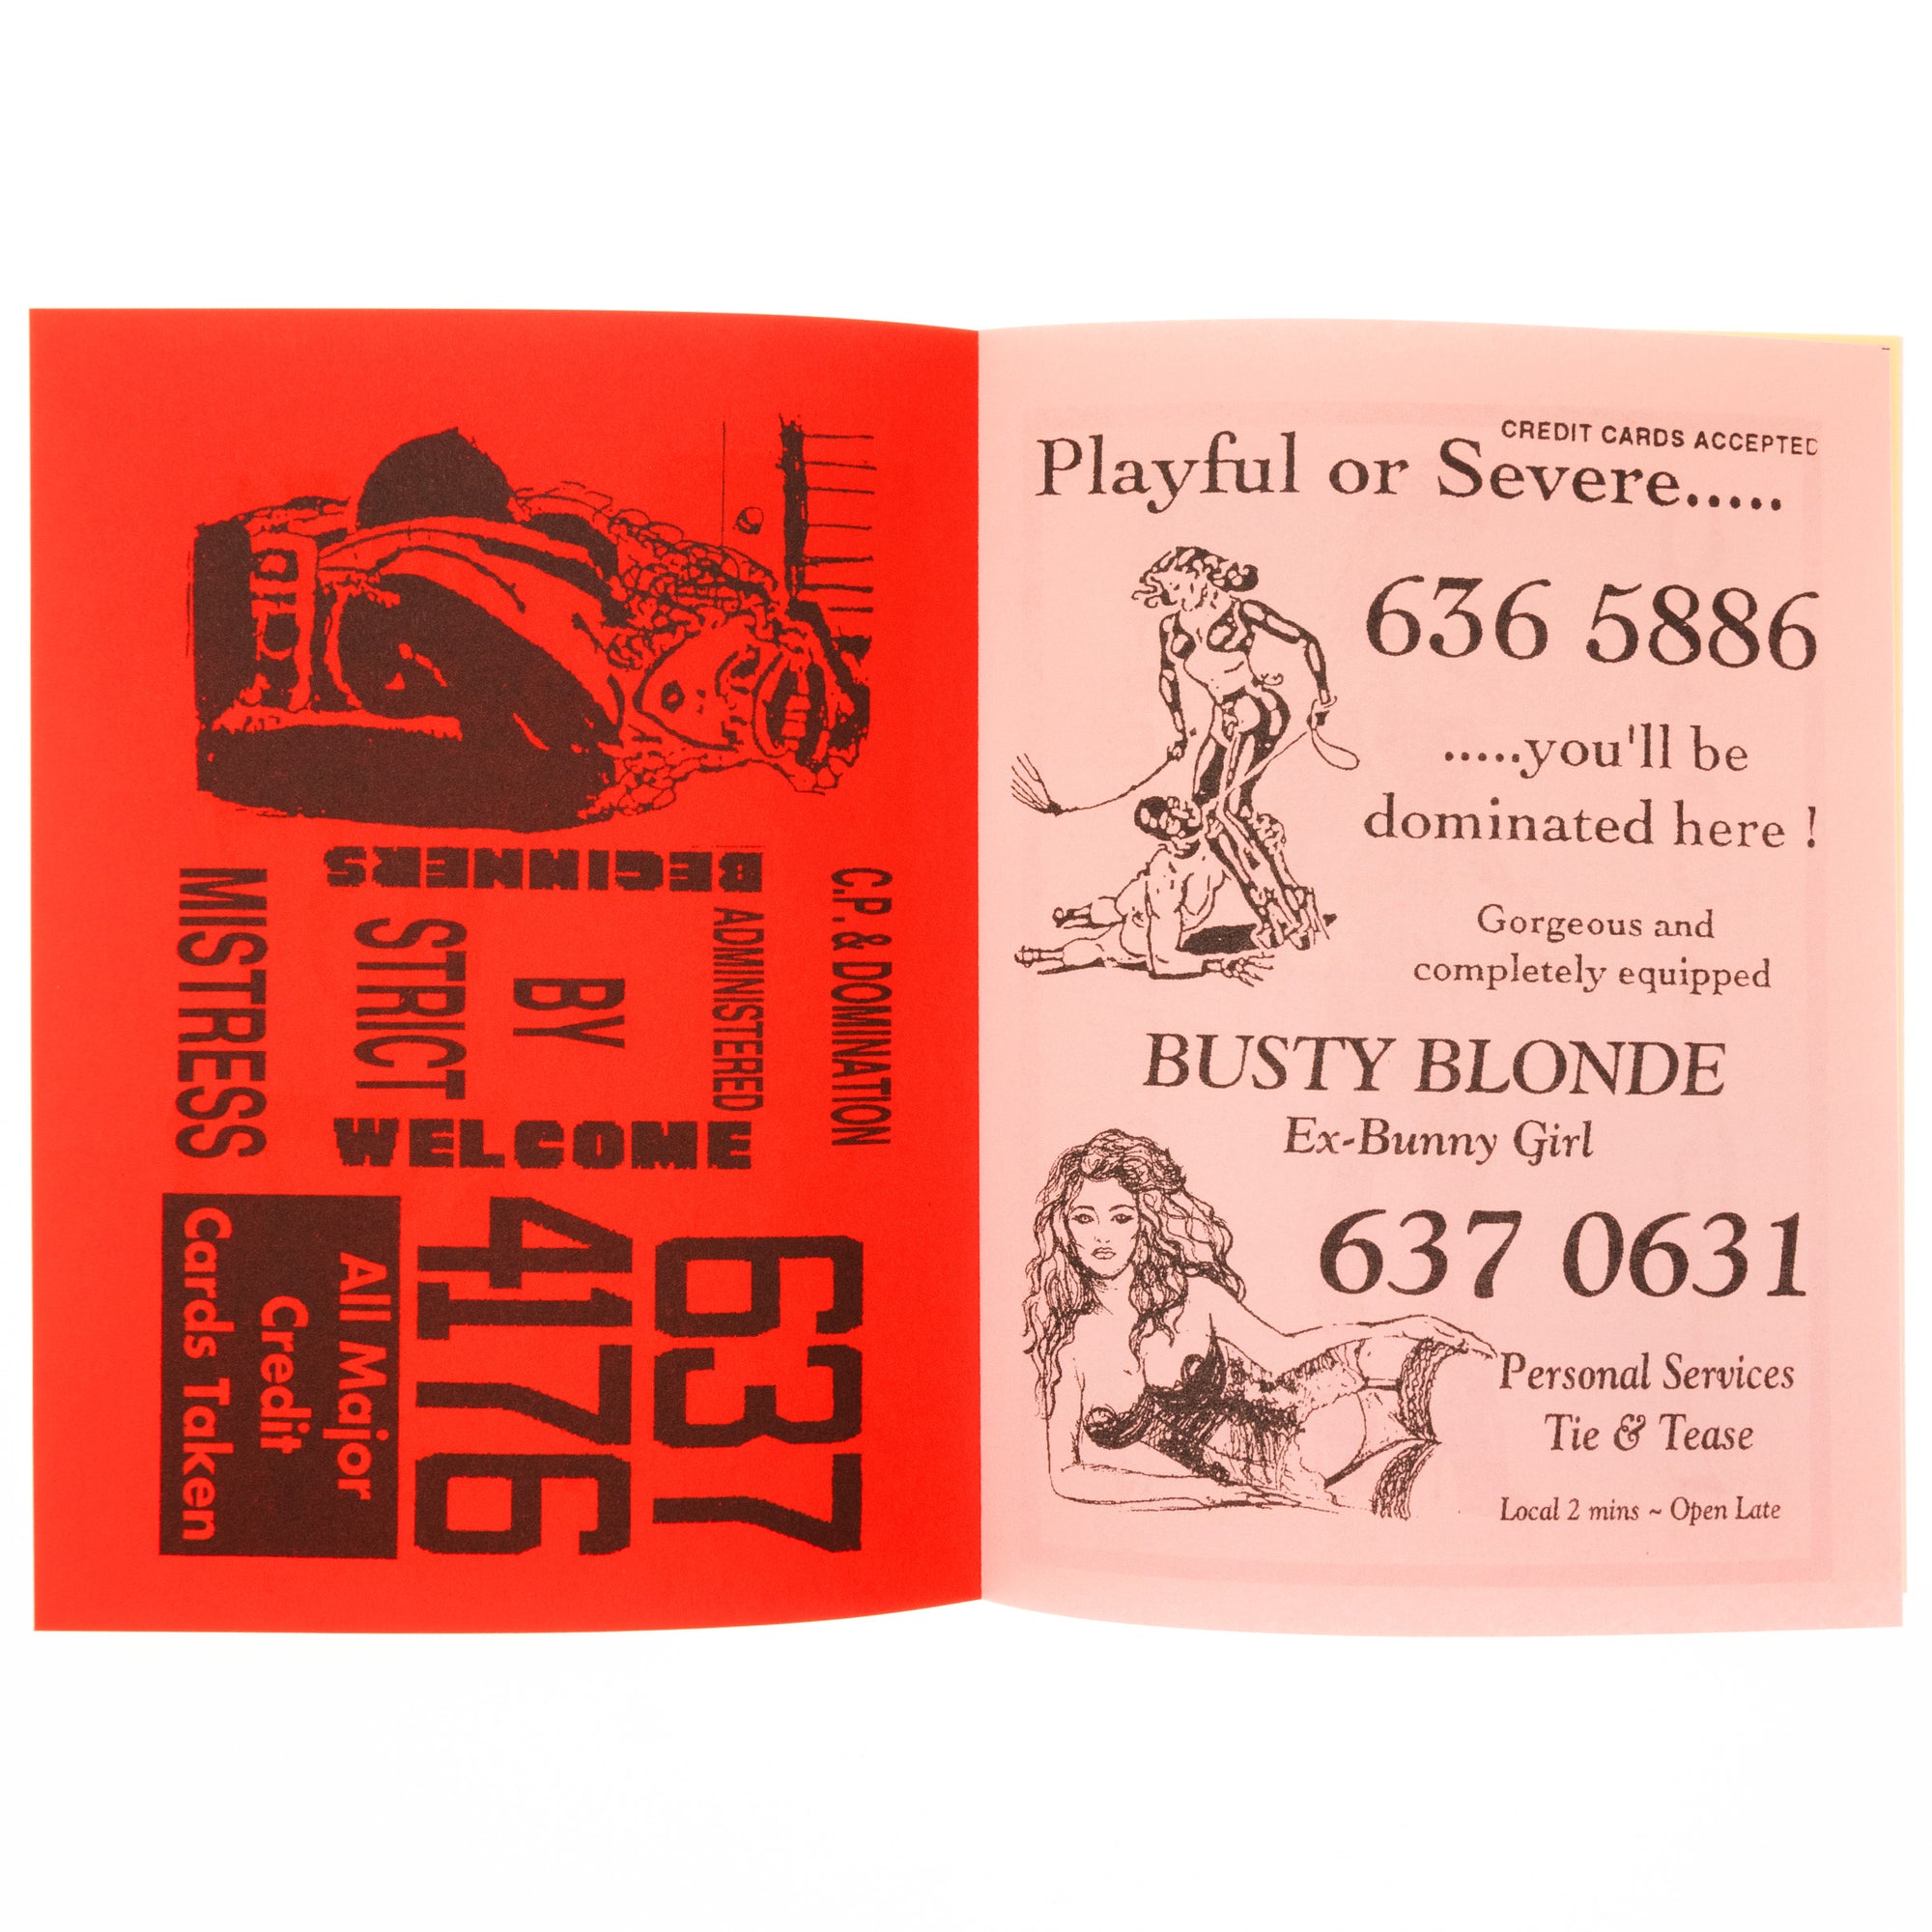 C.P. & DOMINATION
ADMINISTERED
BY
STRICT
MISTRESS
BEGINNERS
WELCOME
637
4176
All Major
Credit
Cards Taken
CREDIT CARDS ACCEPTED
Playful or Severe.....
636 5886
.....you'll be
dominated here !
Gorgeous and
completely equipped
BUSTY BLONDE
Ex-Bunny Girl
637 0631
Personal Services
Tie & Tease
Local 2 mins ~ Open Late